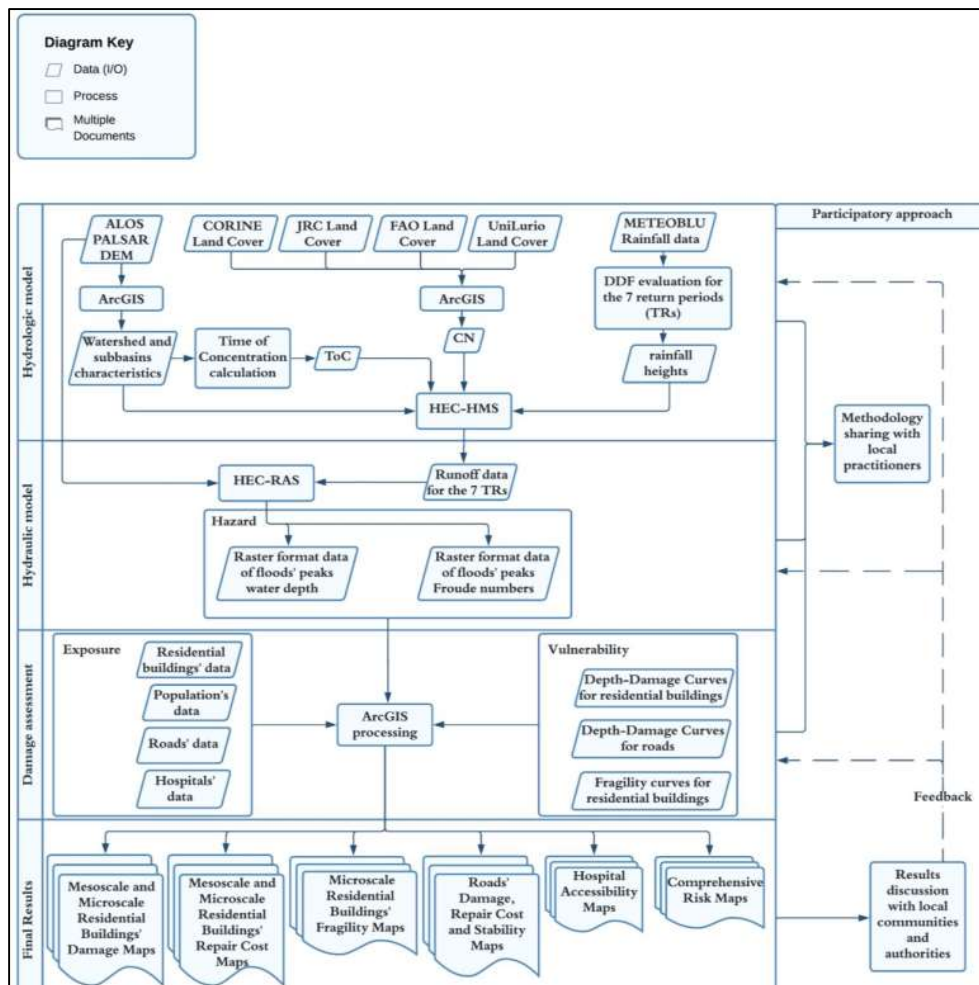 Diagram Key
Data (I/O)
Process
Multiple
Documents
Participatory approach
Hydrologic model
ALOS
PALSAR
DEM
CORINE
Land Cover
JRC Land
Cover
FAO Land
Cover
UniLurio
Land Cover
METEOBLU
Rainfall data
ArcGIS
ArcGIS
DDF evaluation for
the 7 return periods
(TRs)
Watershed and
subbasins
characteristics
Time of
Concentration
calculation
ToC
CN
rainfall
heights
HEC-HMS
Methodology
sharing with
local
practitioners
Hydraulic model
HEC-RAS
Runoff data
for the 7 TRs
Hazard
Raster format data
of floods' peaks
water depth
Raster format data
of floods' peaks
Froude numbers
Damage assessment
Exposure
Residential
buildings' data
Population's
data
Roads' data
Hospitals'
data
ArcGIS
processing
Vulnerability
Depth-Damage Curves
for residential buildings
Depth-Damage Curves
for roads
Fragility curves for
residential buildings
Feedback
Final Results
Mesoscale and
Microscale
Residential
Buildings'
Damage Maps
Mesoscale and
Microscale
Residential
Buildings'
Repair Cost
Maps
Microscale
Residential
Buildings'
Fragility Maps
Roads'
Damage,
Repair Cost
and Stability
Maps
Hospital
Accessibility
Maps
Comprehensive
Risk Maps
Results
discussion
with local
communities
and
authorities